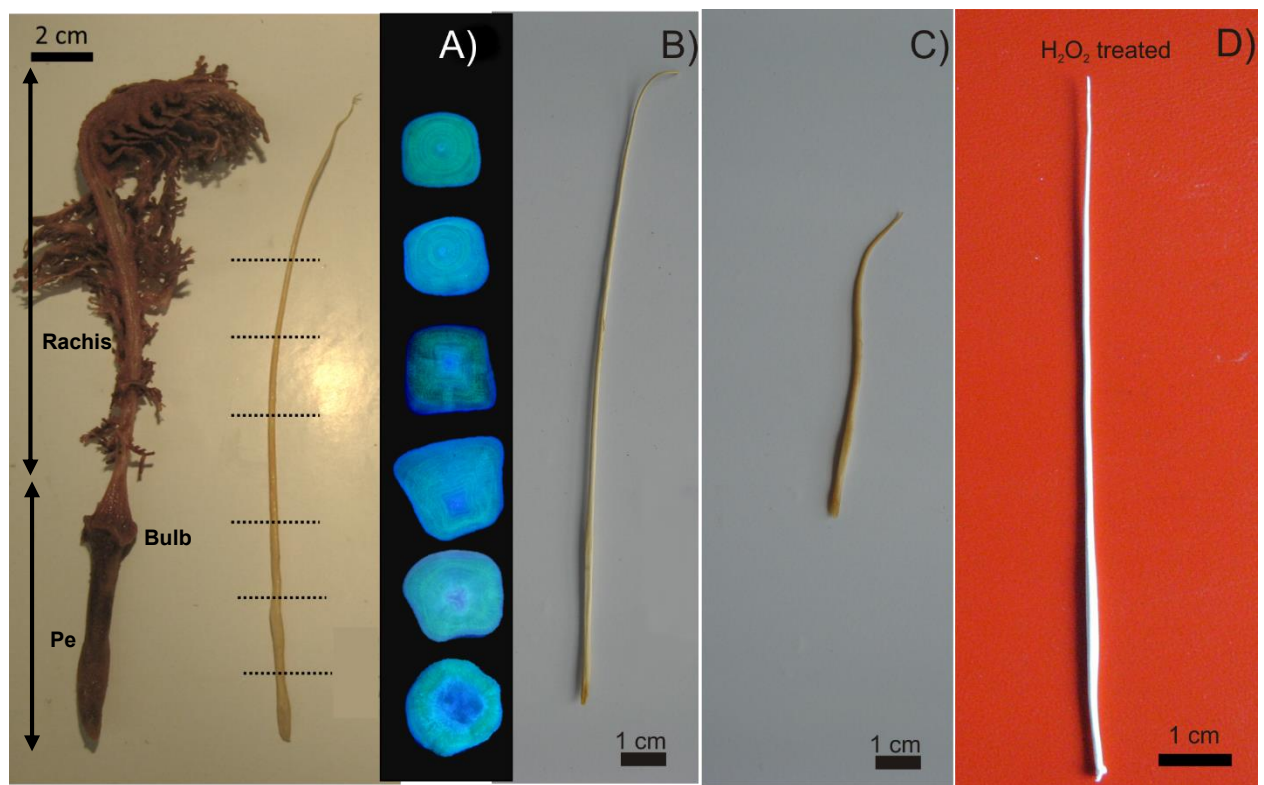 2 cm
A)
B)
C)
D)
H₂O₂ treated
Rachis
Bulb
Pe
1 cm
1 cm
1 cm